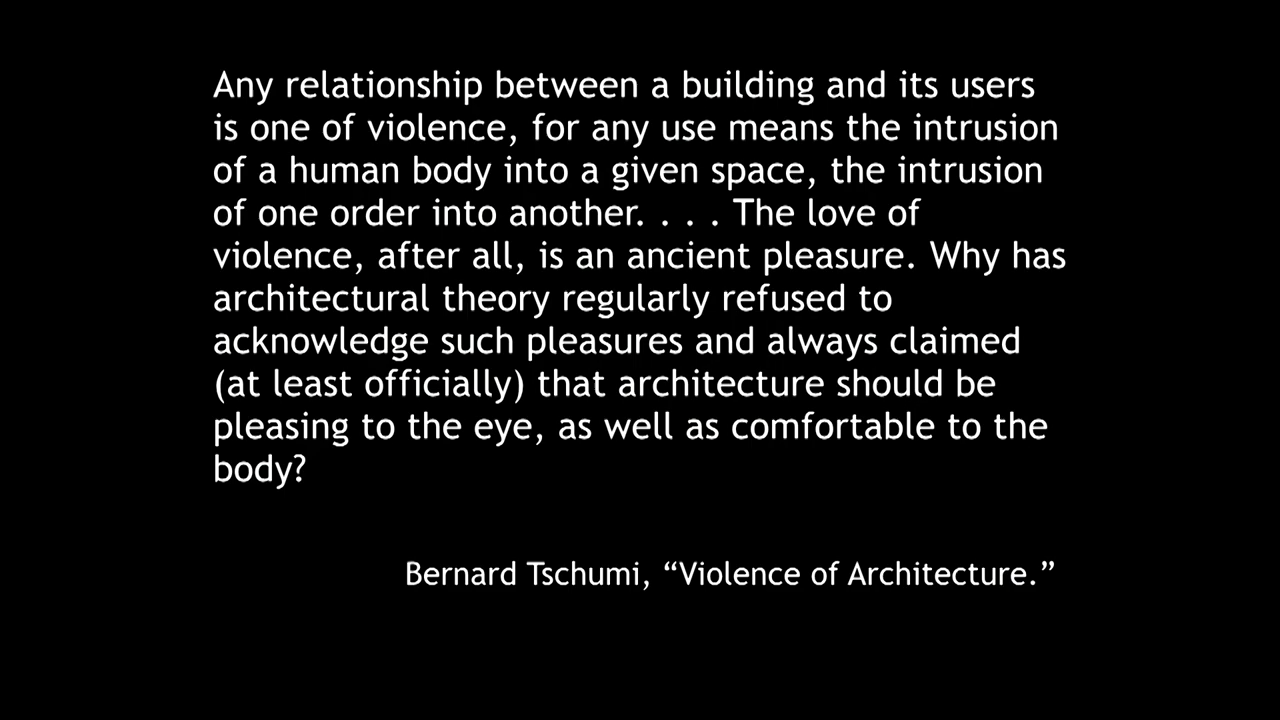 Any relationship between a building and its users
is one of violence, for any use means the intrusion
of a human body into a given space, the intrusion
of one order into another. . . . The love of
violence, after all, is an ancient pleasure. Why has
architectural theory regularly refused to
acknowledge such pleasures and always claimed
(at least officially) that architecture should be
pleasing to the eye, as well as comfortable to the
body?
Bernard Tschumi, “Violence of Architecture.”